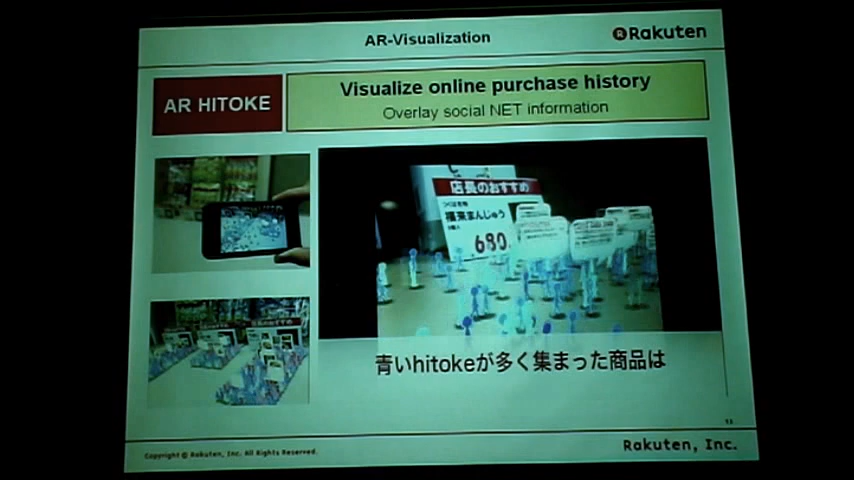 AR-Visualization
Rakuten
AR HITOKE
Visualize online purchase history
Overlay social NET information
店長のおすすめ
福来まんじゅう
680
青いhitokeが多く集まった商品は
Rakuten, Inc.
Copyright © Rakuten, Inc. All Rights Reserved.